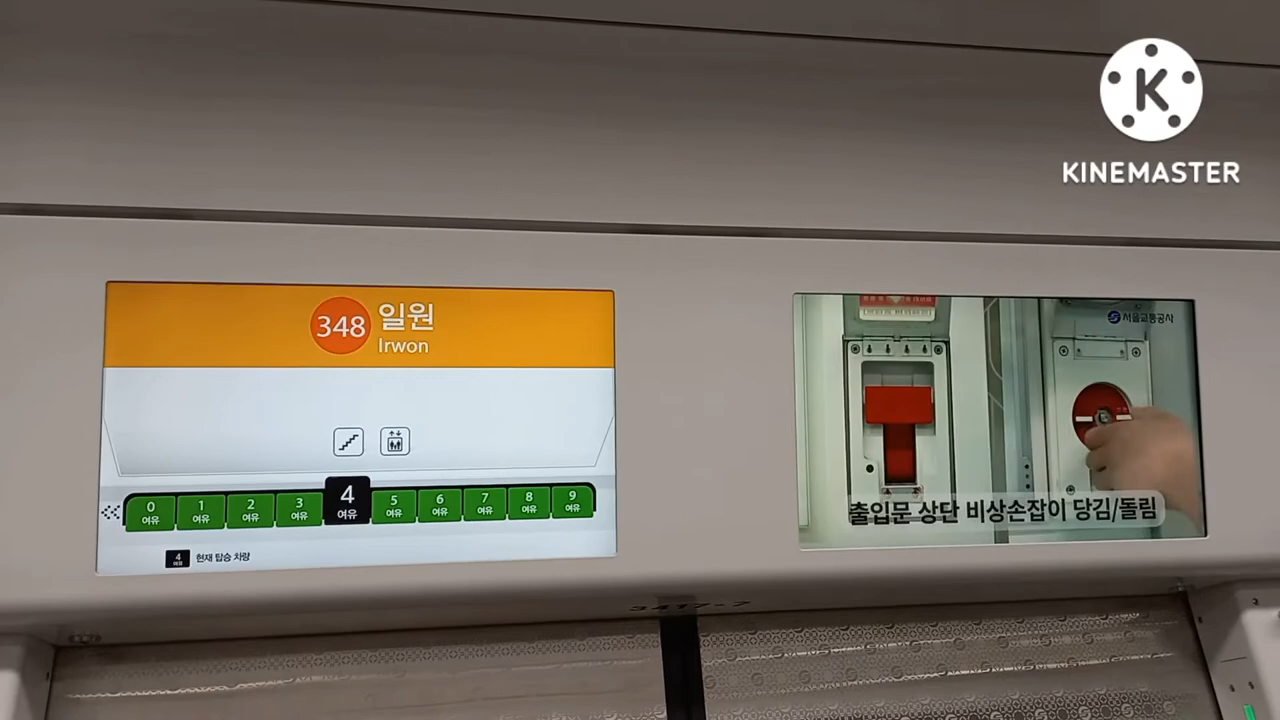 K
KINEMASTER
348 일원
Irwon
서울교통공사
0 1 2 3 4 5 6 7 8 9
여유 여유 여유 여유 여유 여유 여유 여유 여유 여유
4 현재 탑승 차량
여유
출입문 상단 비상손잡이 당김/돌림
3417-7